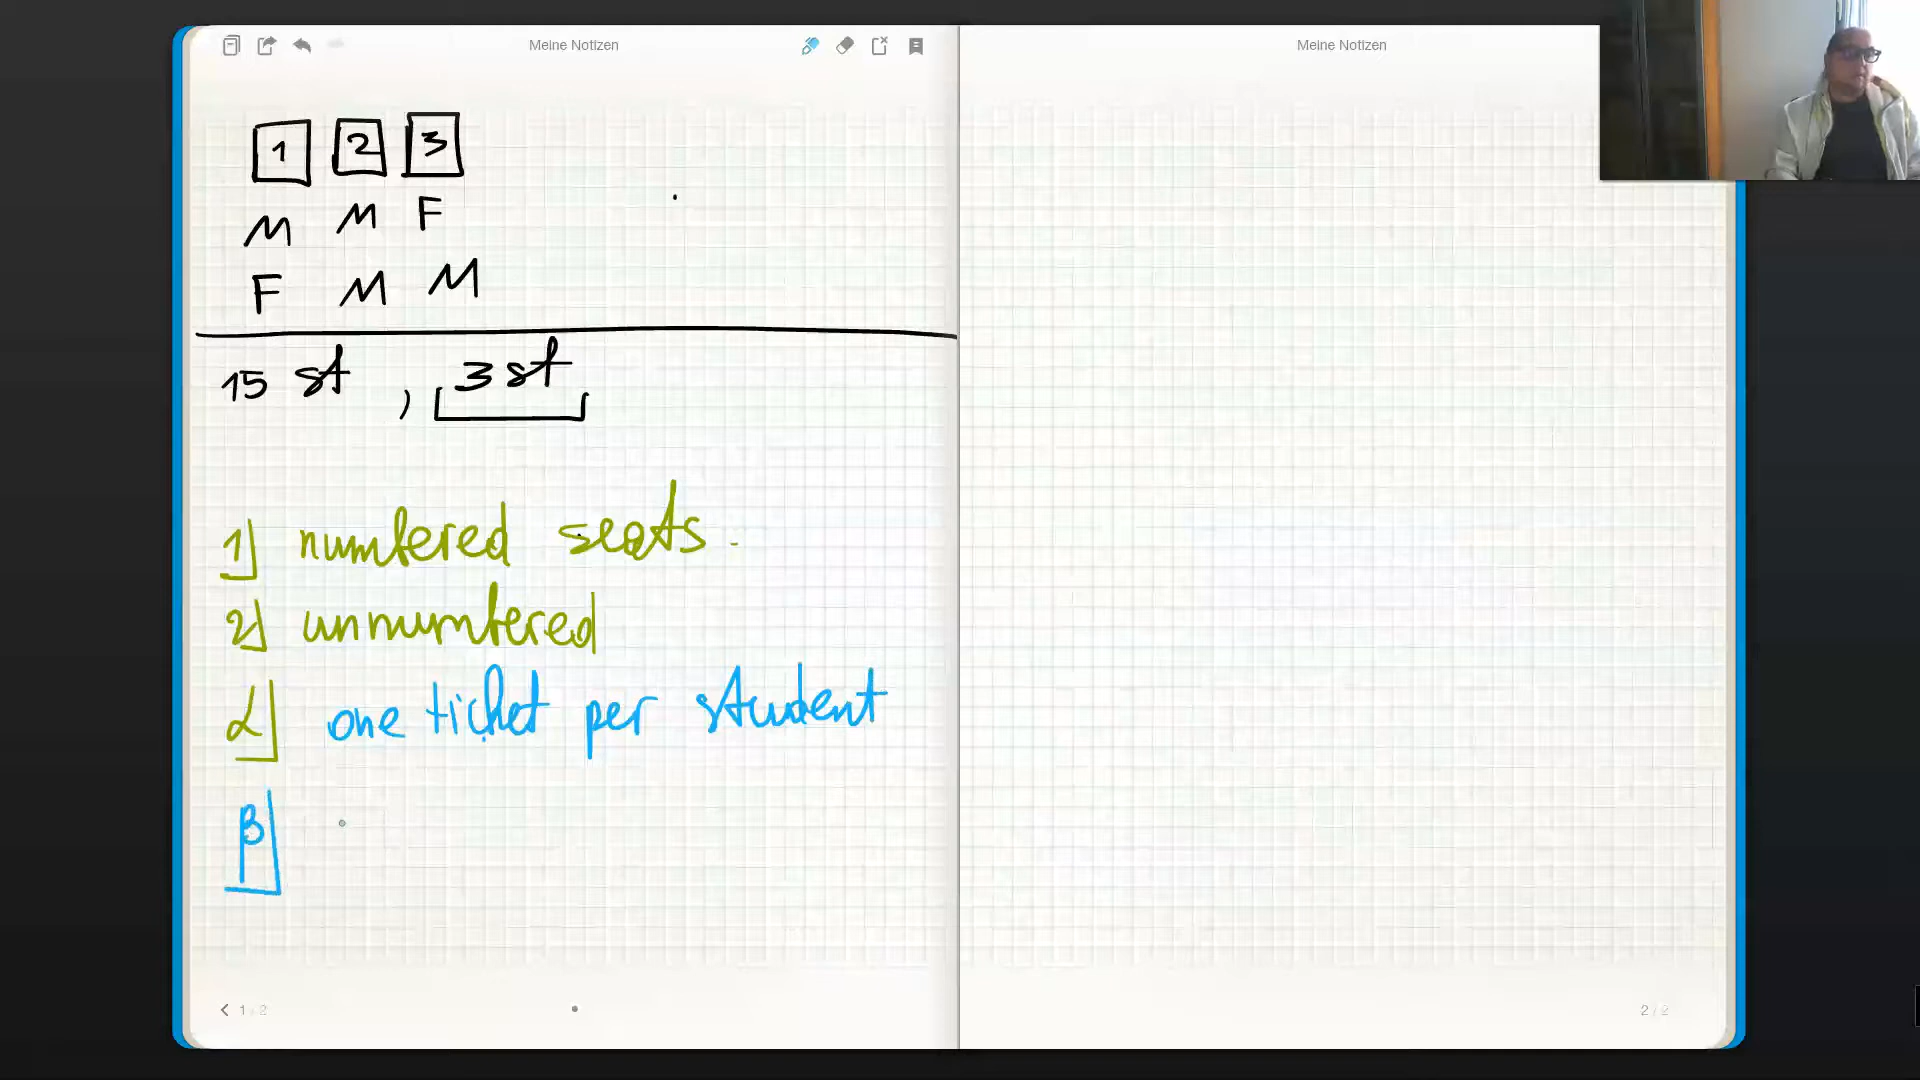 Meine Notizen
Meine Notizen
1 2 3
M M F
F M M
15 st , 3 st
1 numbered seats.
2 unnumbered
α one ticket per student
β
1 / 2
2 / 2